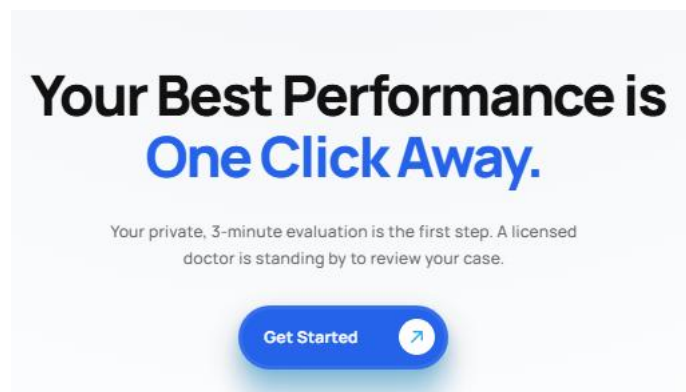 Your Best Performance is
One Click Away.
Your private, 3-minute evaluation is the first step. A licensed
doctor is standing by to review your case.
Get Started